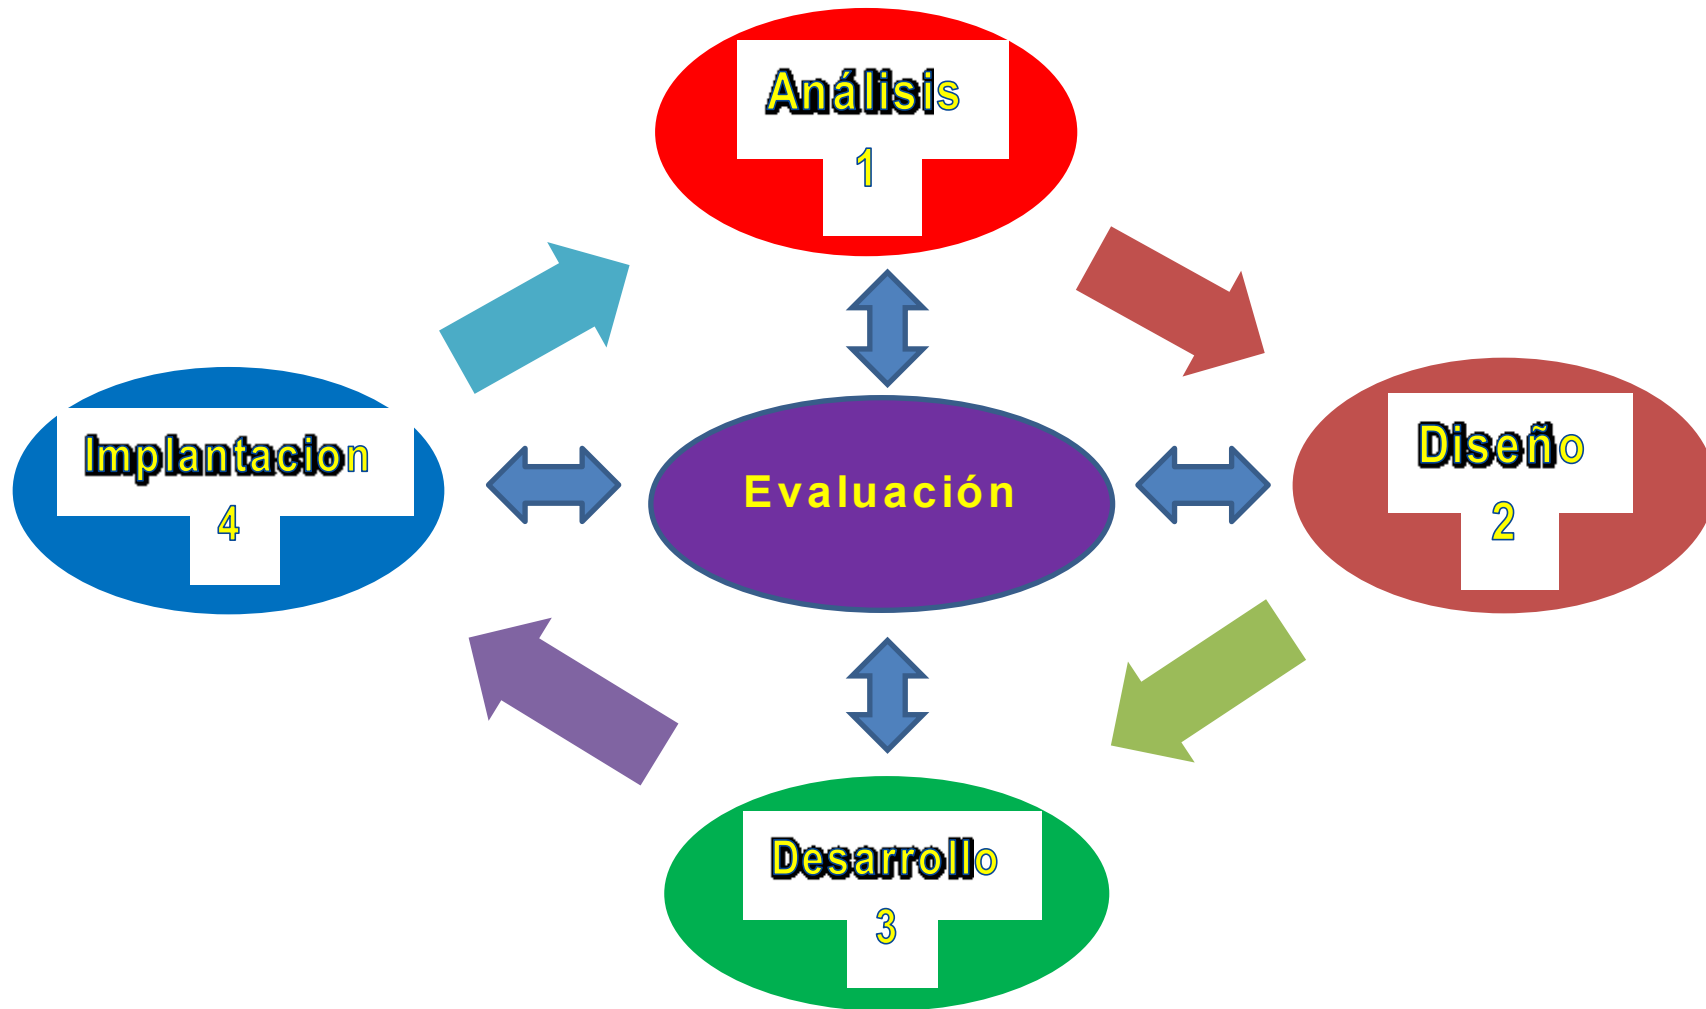 Análisis
1
Implantacion
4
Evaluación
Diseño
2
Desarrollo
3